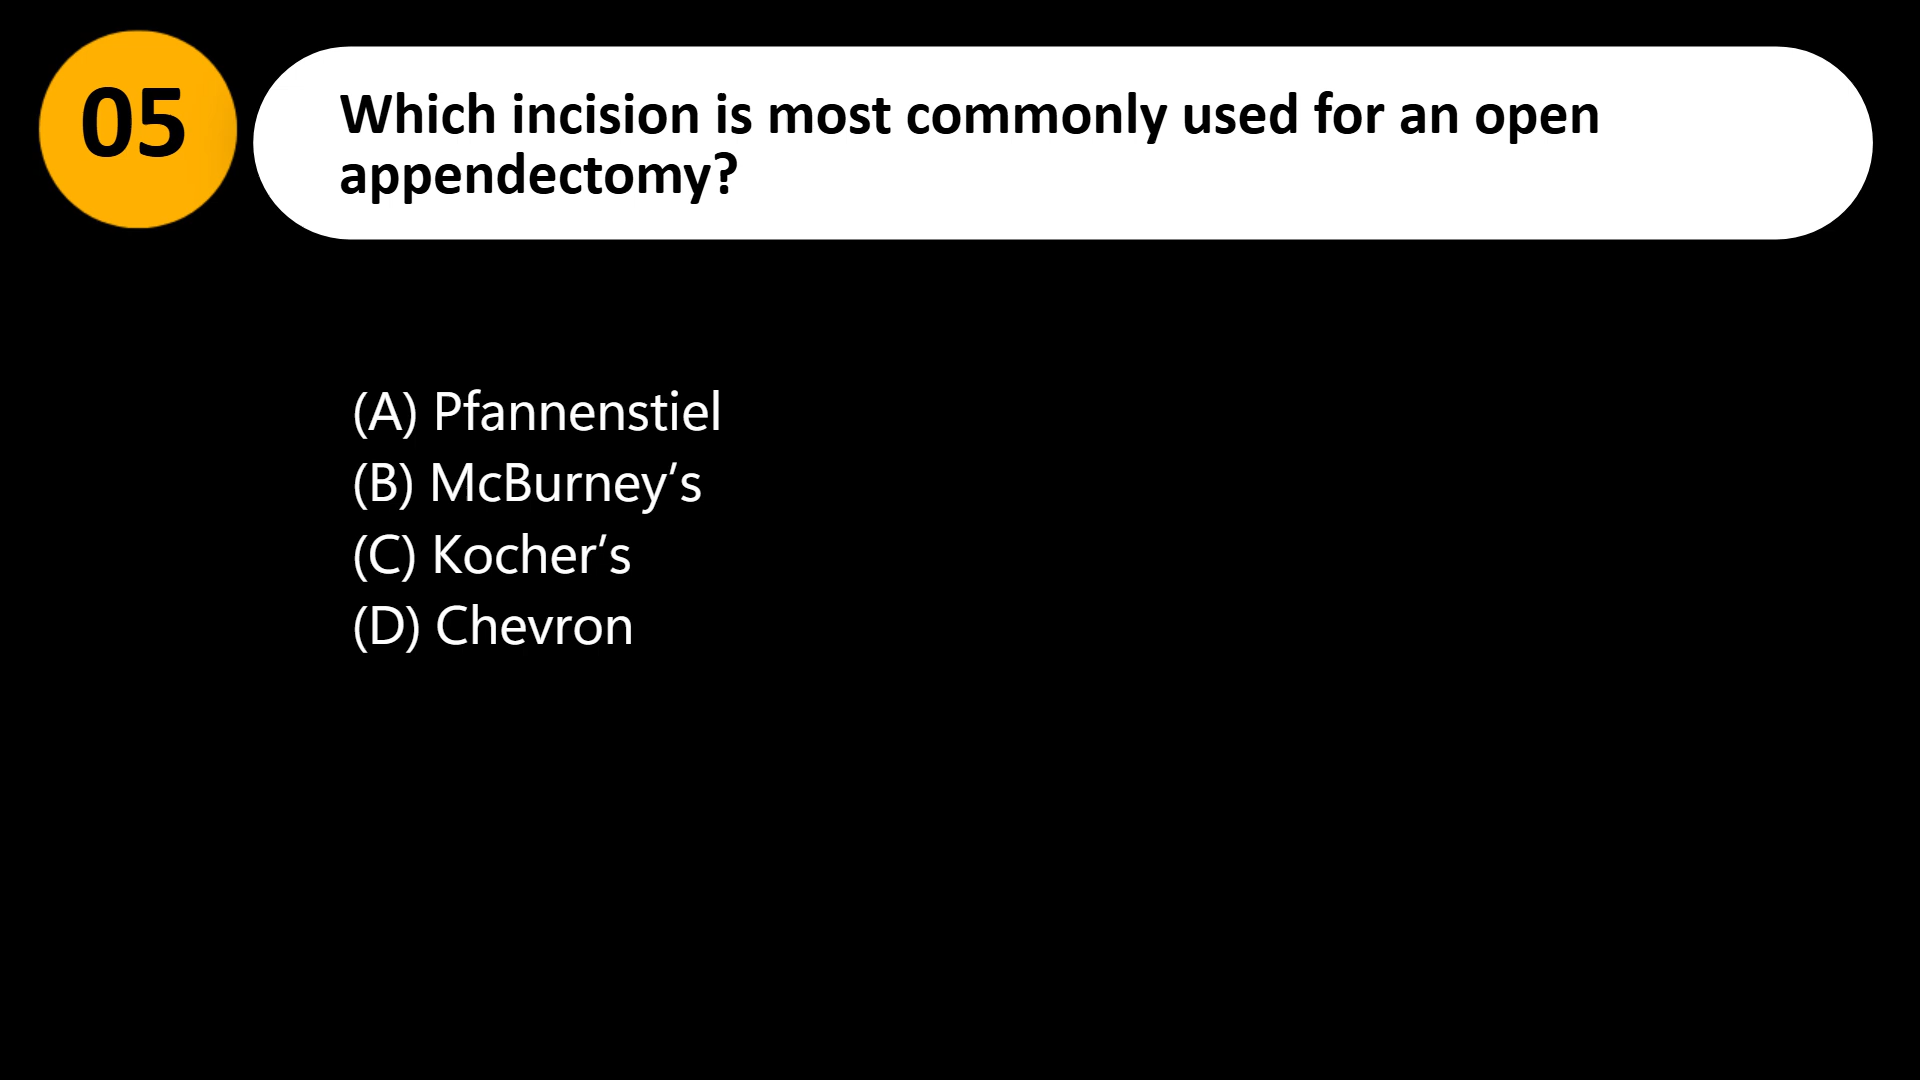 05
Which incision is most commonly used for an open
appendectomy?
(A) Pfannenstiel
(B) McBurney’s
(C) Kocher’s
(D) Chevron